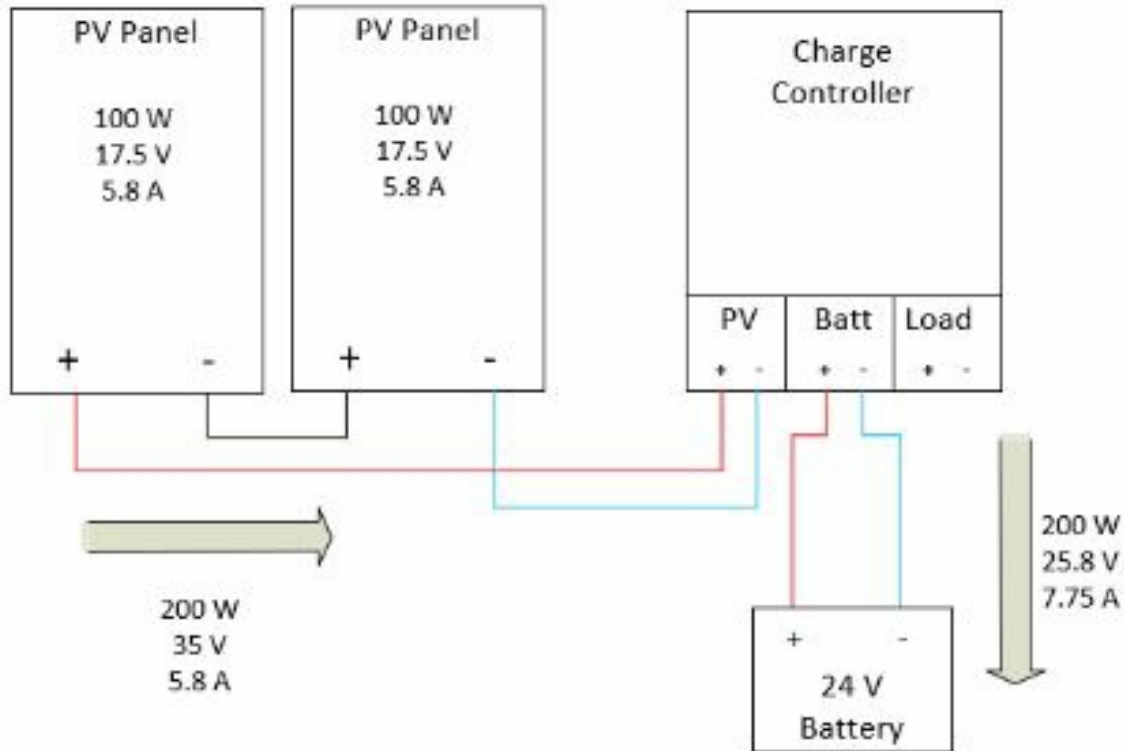 PV Panel
100 W
17.5 V
5.8 A
+ -
PV Panel
100 W
17.5 V
5.8 A
+ -
Charge
Controller
PV Batt Load
+ - + - + -
200 W
35 V
5.8 A
200 W
25.8 V
7.75 A
+ -
24 V
Battery